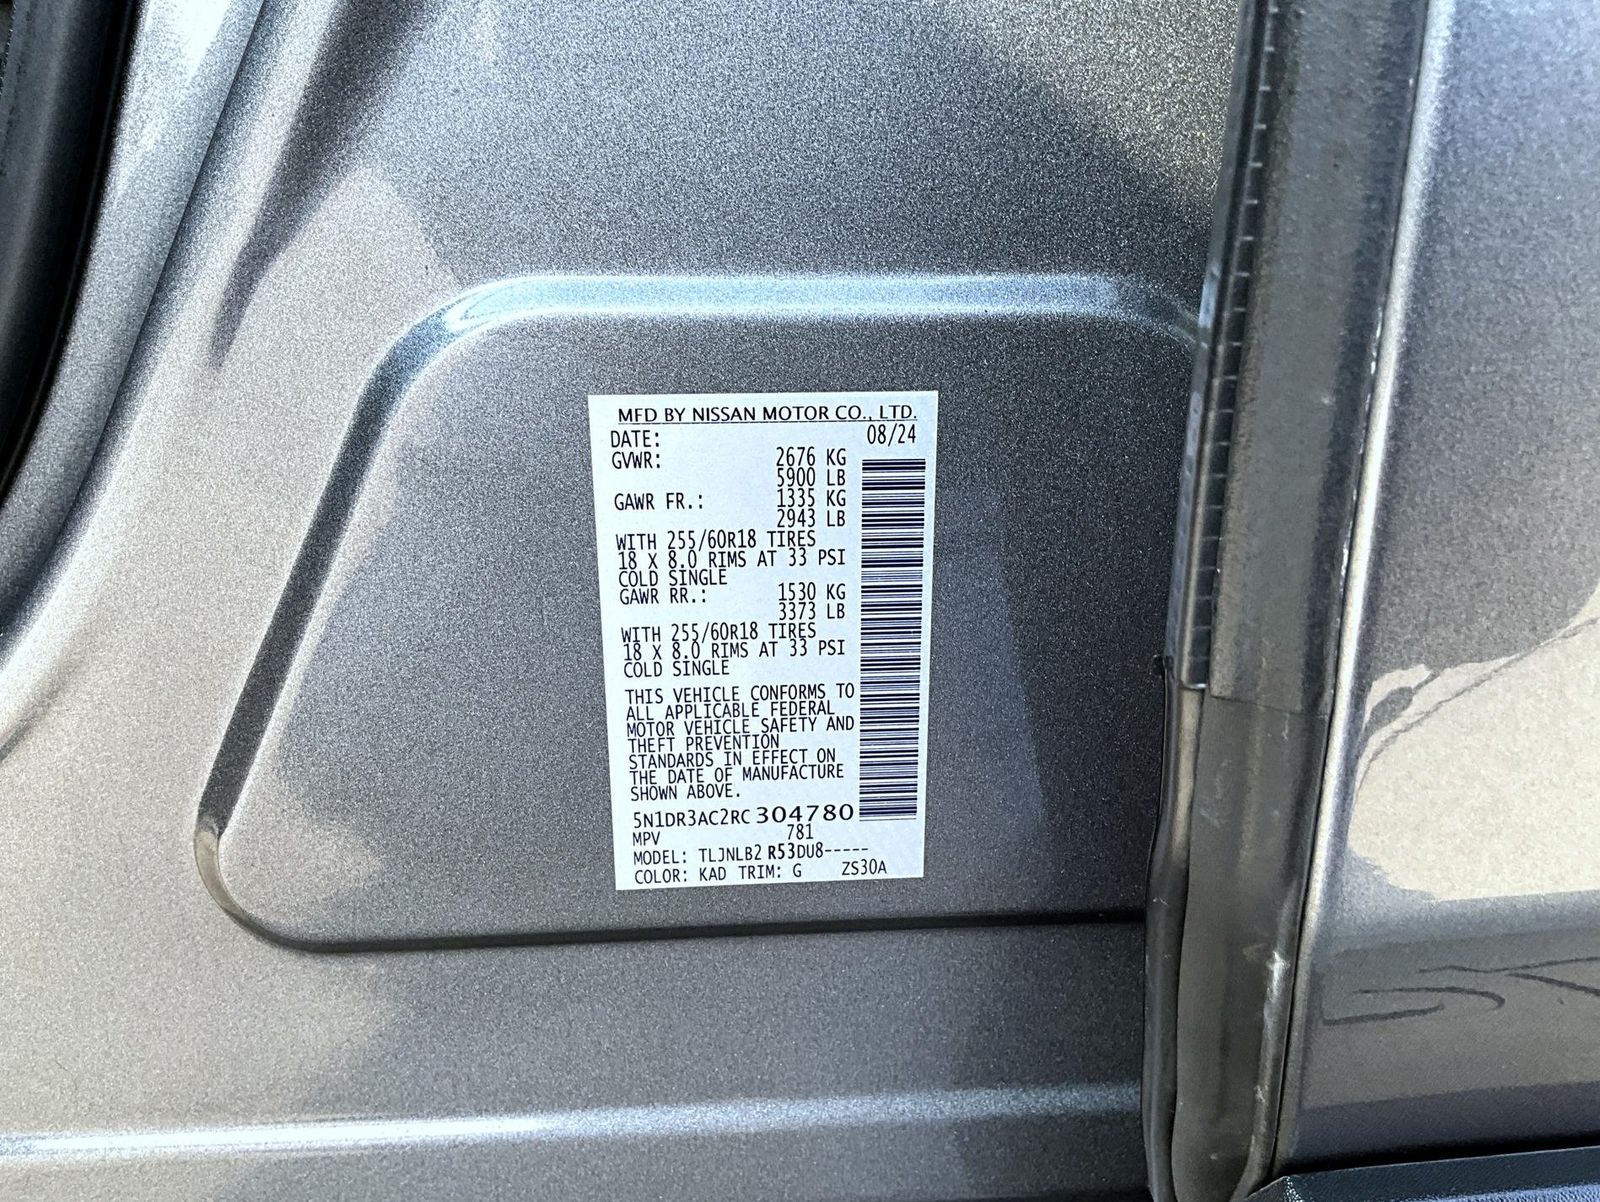 MFD BY NISSAN MOTOR CO., LTD.
DATE: 08/24
GVWR: 2676 KG
5900 LB
GAWR FR.: 1335 KG
2943 LB
WITH 255/60R18 TIRES
18 X 8.0 RIMS AT 33 PSI
COLD SINGLE
GAWR RR.: 1530 KG
3373 LB
WITH 255/60R18 TIRES
18 X 8.0 RIMS AT 33 PSI
COLD SINGLE
THIS VEHICLE CONFORMS TO
ALL APPLICABLE FEDERAL
MOTOR VEHICLE SAFETY AND
THEFT PREVENTION
STANDARDS IN EFFECT ON
THE DATE OF MANUFACTURE
SHOWN ABOVE.
5N1DR3AC2RC 304780
MPV 781
MODEL: TLJNLB2 R53DU8-----
COLOR: KAD TRIM: G ZS30A